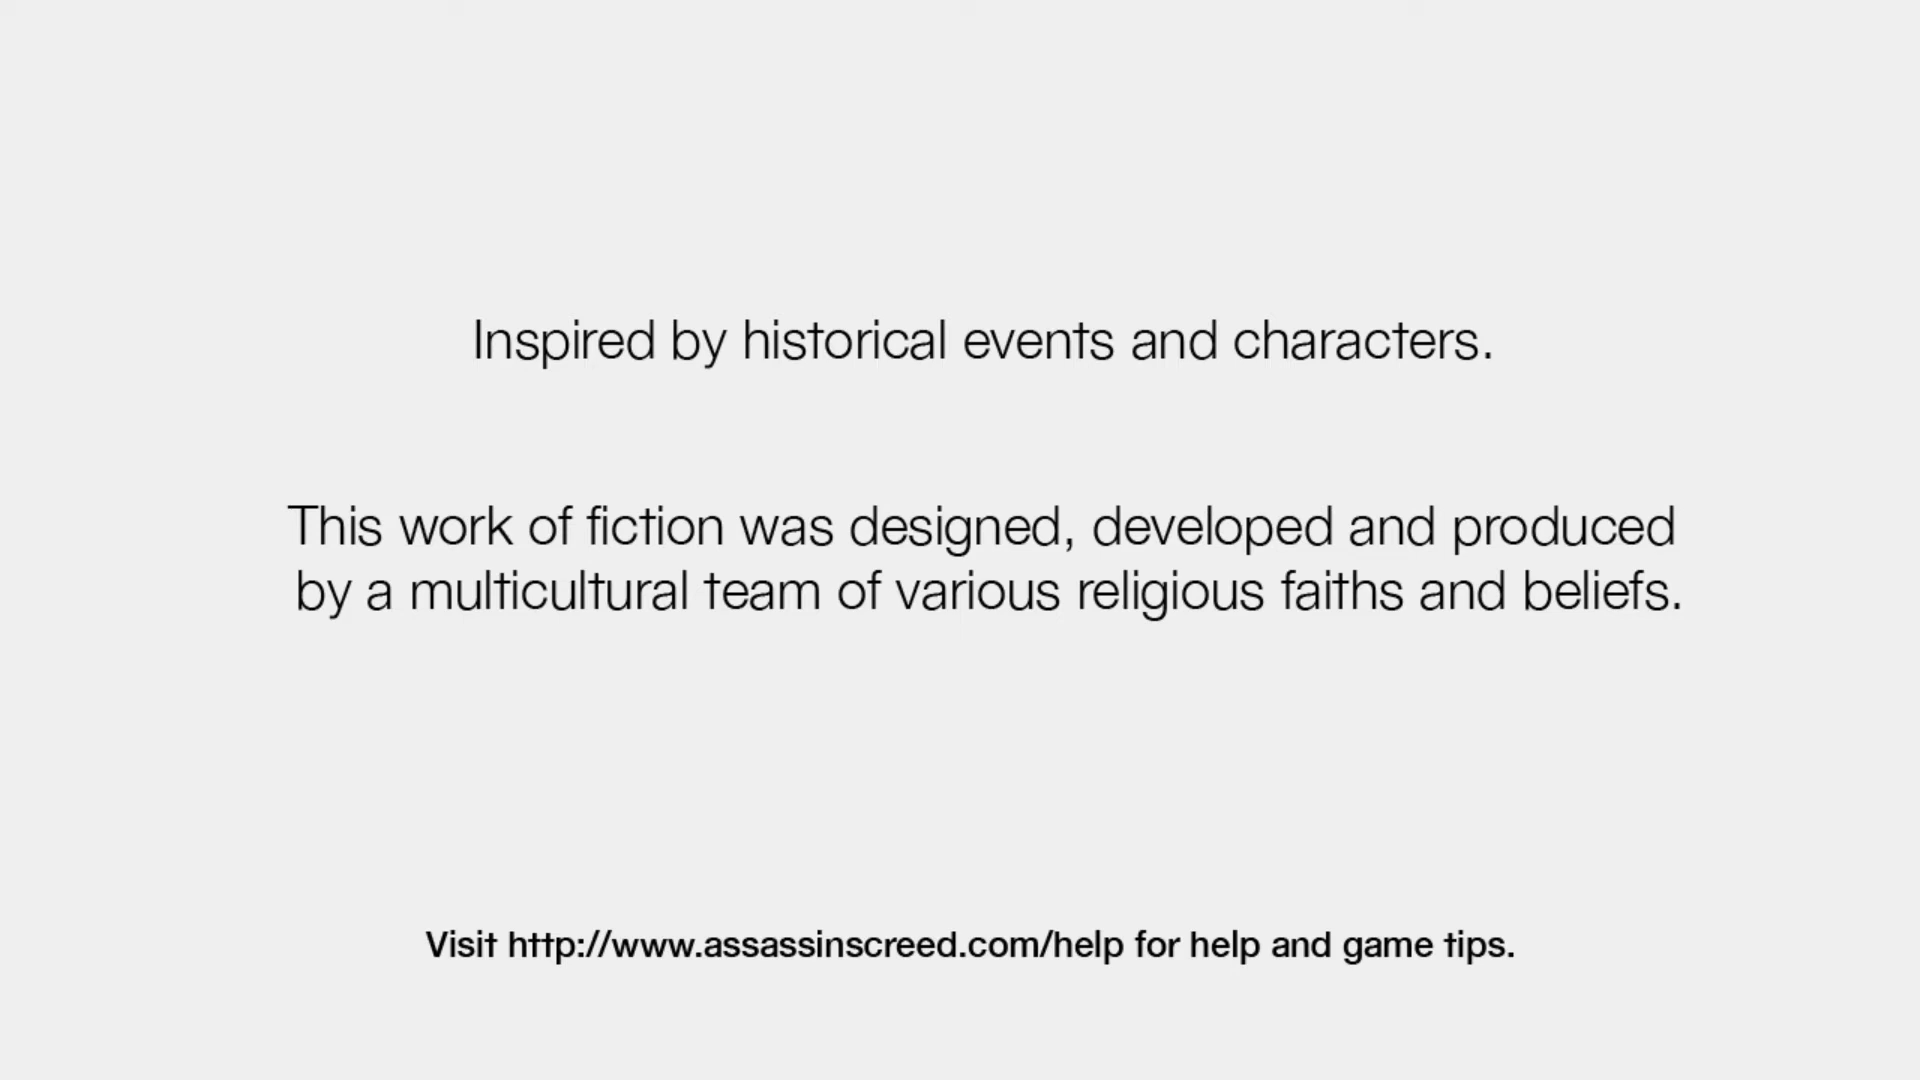 Inspired by historical events and characters.
This work of fiction was designed, developed and produced
by a multicultural team of various religious faiths and beliefs.
Visit http://www.assassinscreed.com/help for help and game tips.